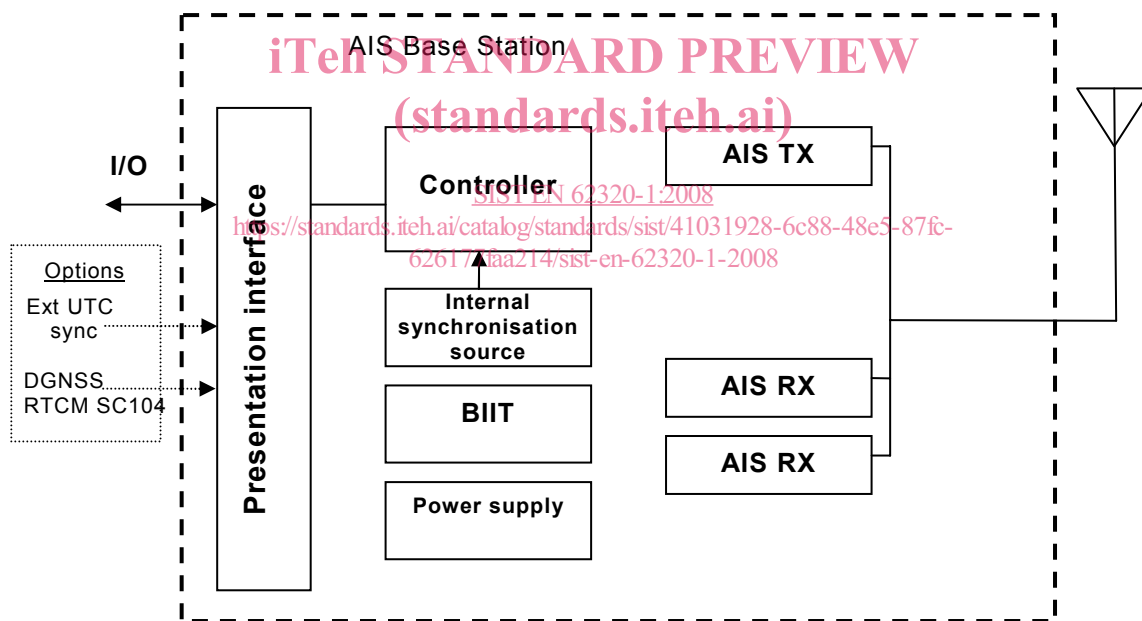 AIS Base Station
iTeh STANDARD PREVIEW
(standards.iteh.ai)
SIST EN 62320-1:2008
https://standards.iteh.ai/catalog/standards/sist/41031928-6c88-48e5-87fc-
faa214/sist-en-62320-1-2008
I/O
Options
Ext UTC
sync
DGNSS
RTCM SC104
Presentation interface
Controller
Internal
synchronisation
source
BIIT
Power supply
AIS TX
AIS RX
AIS RX